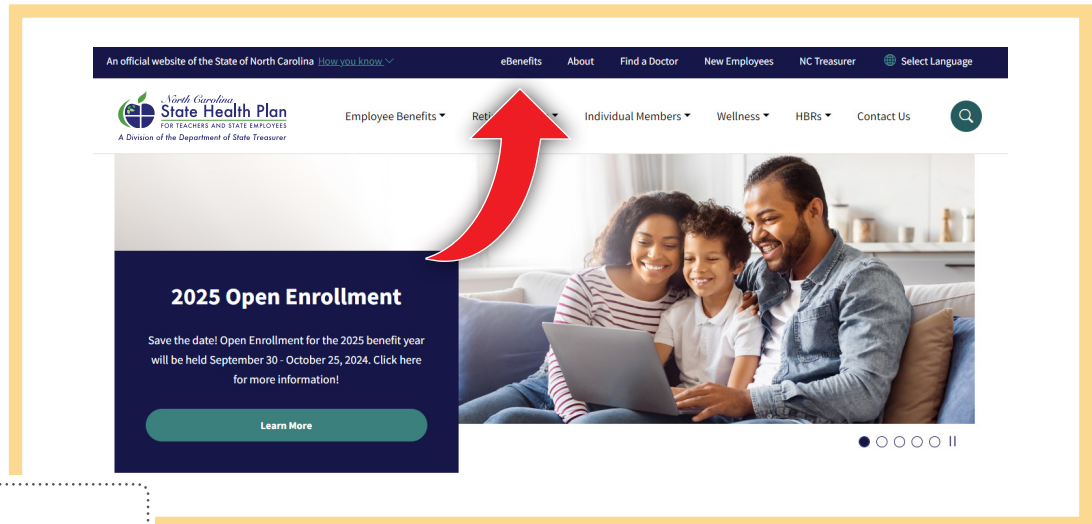 An official website of the State of North Carolina How you know
eBenefits About Find a Doctor New Employees NC Treasurer Select Language
North Carolina
State Health Plan
FOR TEACHERS AND STATE EMPLOYEES
A Division of the Department of State Treasurer
Employee Benefits Individual Members Wellness HBRs Contact Us
2025 Open Enrollment
Save the date! Open Enrollment for the 2025 benefit year
will be held September 30 - October 25, 2024. Click here
for more information!
Learn More